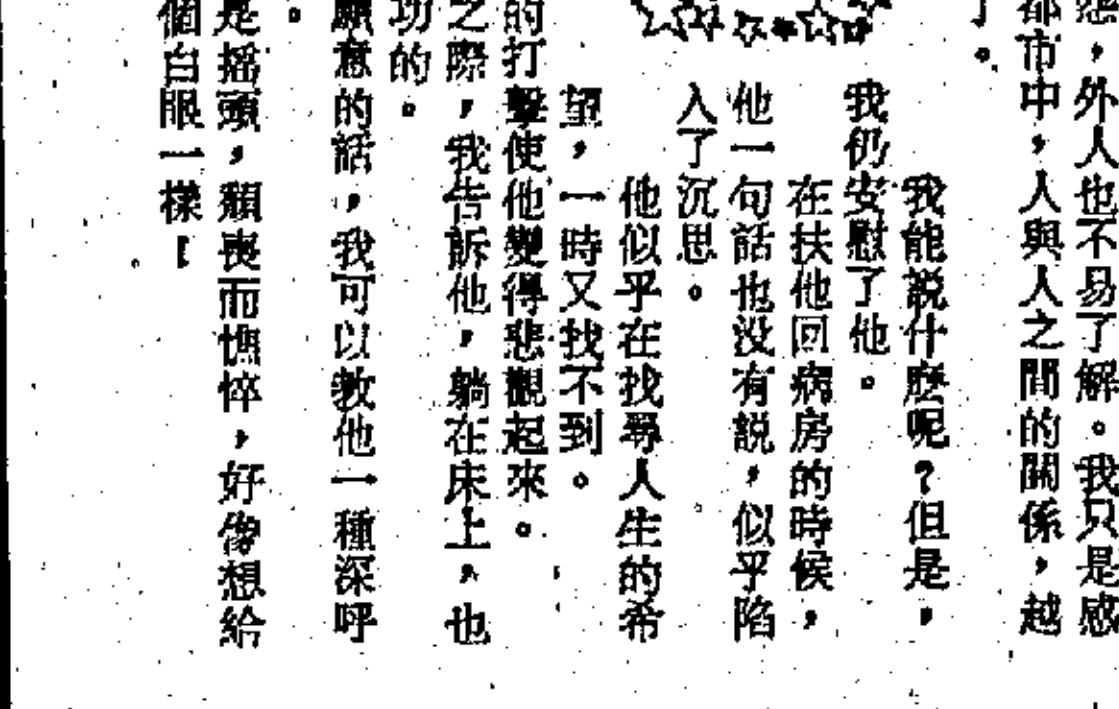 怨，外人也不易了解。我只是感
都市中，人與人之間的關係，越
了。
我能説什麽呢？但是，
我仍安慰了他。
在扶他回病房的時候，
他一句話也没有説，似乎陷
入了沉思。
他似乎在找尋人生的希
望，一時又找不到。
的打擊使他變得悲觀起來。
之際，我告訴他，躺在床上，也
功的。
願意的話，我可以教他一種深呼
。
是摇頭，頹喪而憔悴，好像想給
個白眼一樣！